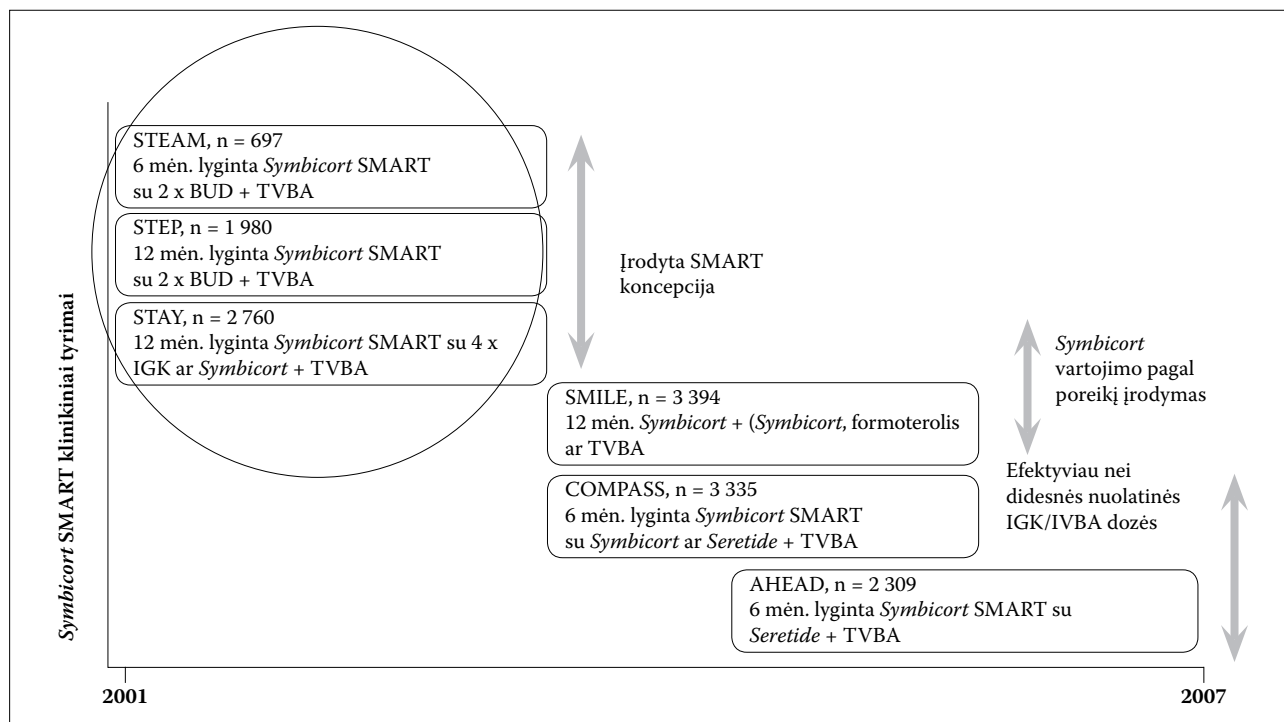 Symbicort SMART klinikiniai tyrimai
STEAM, n = 697
6 mėn. lyginta Symbicort SMART
su 2 x BUD + TVBA
STEP, n = 1 980
12 mėn. lyginta Symbicort SMART
su 2 x BUD + TVBA
STAY, n = 2 760
12 mėn. lyginta Symbicort SMART su 4 x
IGK ar Symbicort + TVBA
Įrodyta SMART
koncepcija
SMILE, n = 3 394
12 mėn. Symbicort + (Symbicort, formoterolis
ar TVBA
Symbicort
vartojimo pagal
poreikį įrodymas
COMPASS, n = 3 335
6 mėn. lyginta Symbicort SMART
su Symbicort ar Seretide + TVBA
Efektyviau nei
didesnės nuolatinės
IGK/IVBA dozės
AHEAD, n = 2 309
6 mėn. lyginta Symbicort SMART su
Seretide + TVBA
2001
2007